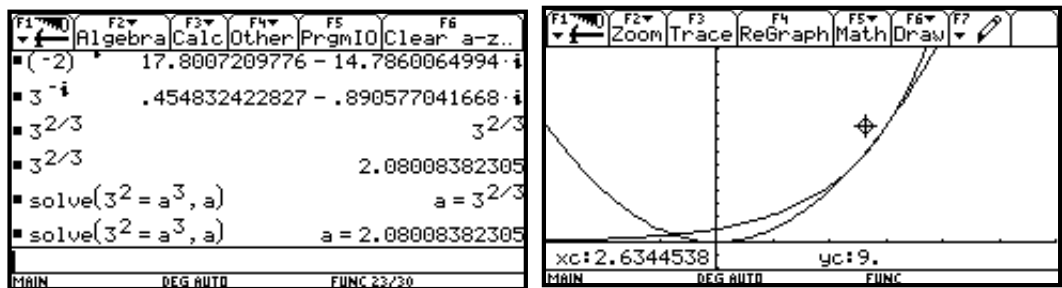 F1 F2 F3 F4 F5 F6
Algebra Calc Other PrgmIO Clear a-z..
(-2) 17.8007209776 - 14.7860064994·i
3^-i .454832422827 - .890577041668·i
3^2/3 3^2/3
3^2/3 2.08008382305
solve(3^2 = a^3, a) a = 3^2/3
solve(3^2 = a^3, a) a = 2.08008382305
MAIN DEG AUTO FUNC 23/30
F1 F2 F3 F4 F5 F6 F7
Zoom Trace ReGraph Math Draw
xc:2.6344538 yc:9.
MAIN DEG AUTO FUNC